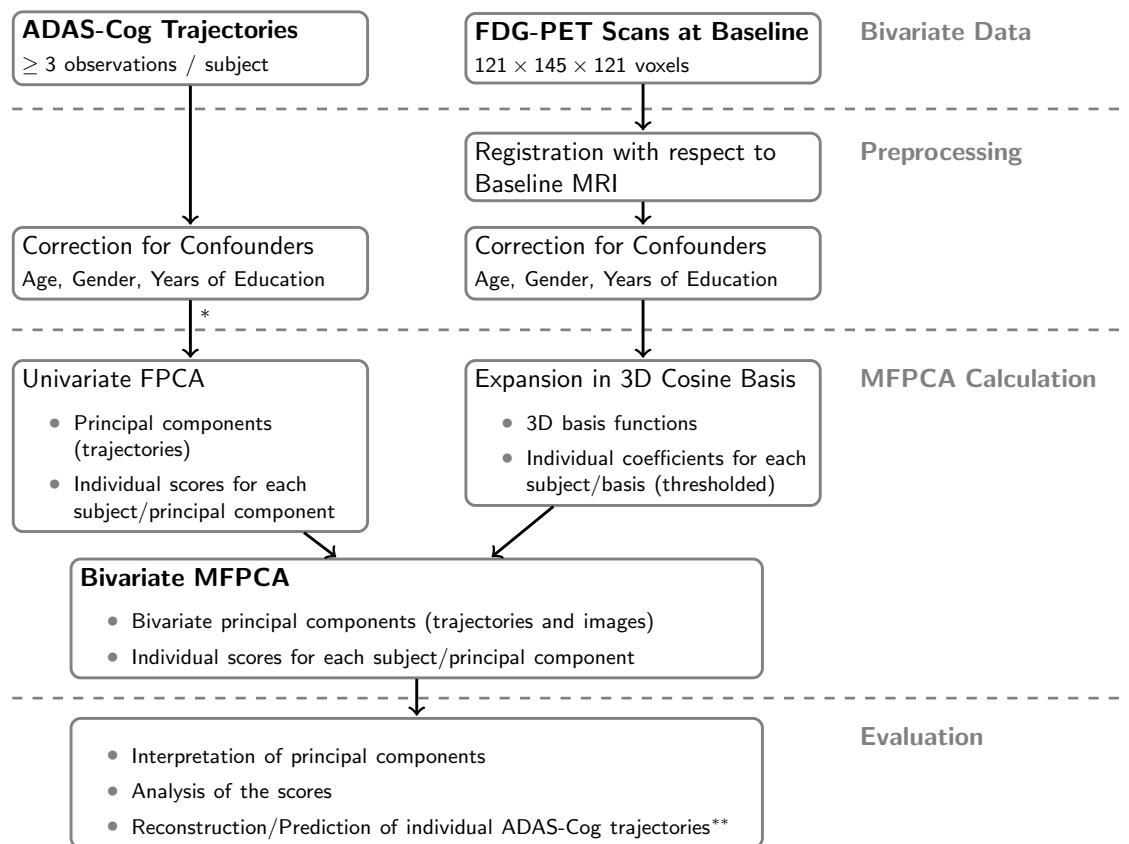 ADAS-Cog Trajectories
≥ 3 observations / subject
FDG-PET Scans at Baseline
121 × 145 × 121 voxels
Bivariate Data
Registration with respect to
Baseline MRI
Preprocessing
Correction for Confounders
Age, Gender, Years of Education
Correction for Confounders
Age, Gender, Years of Education
*
Univariate FPCA
• Principal components
(trajectories)
• Individual scores for each
subject/principal component
Expansion in 3D Cosine Basis
• 3D basis functions
• Individual coefficients for each
subject/basis (thresholded)
MFPCA Calculation
Bivariate MFPCA
• Bivariate principal components (trajectories and images)
• Individual scores for each subject/principal component
Evaluation
• Interpretation of principal components
• Analysis of the scores
• Reconstruction/Prediction of individual ADAS-Cog trajectories**